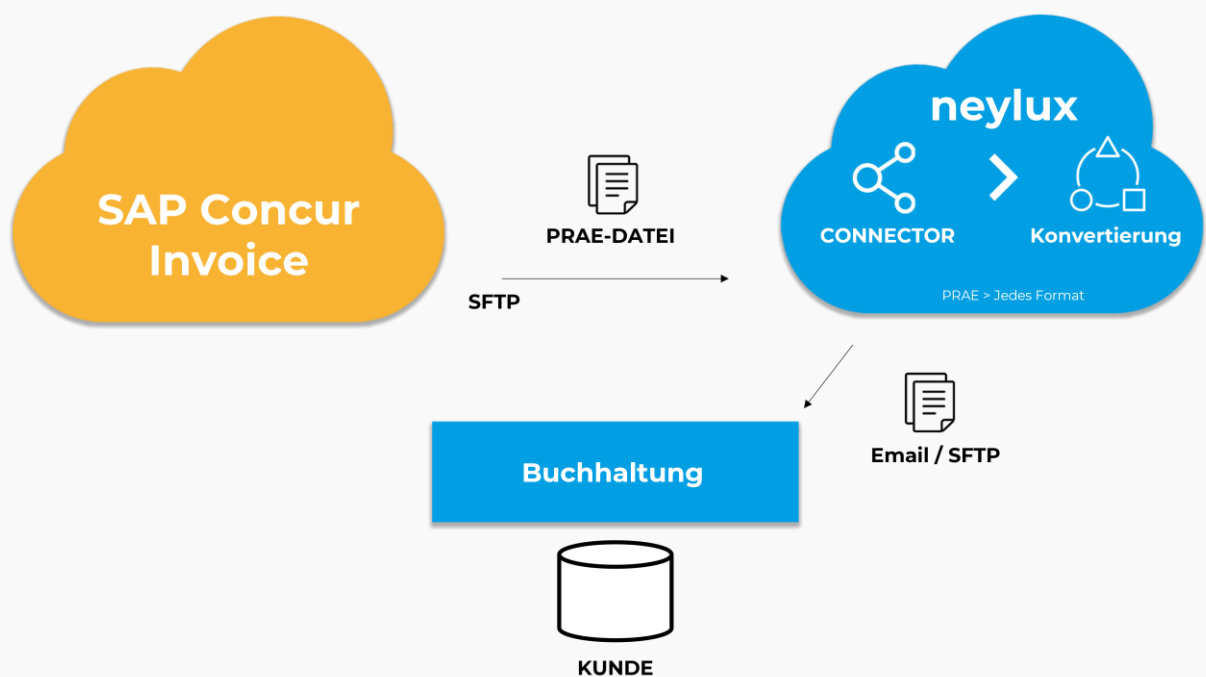 SAP Concur
Invoice
PRAE-DATEI
SFTP
neylux
CONNECTOR
Konvertierung
PRAE > Jedes Format
Email / SFTP
Buchhaltung
KUNDE